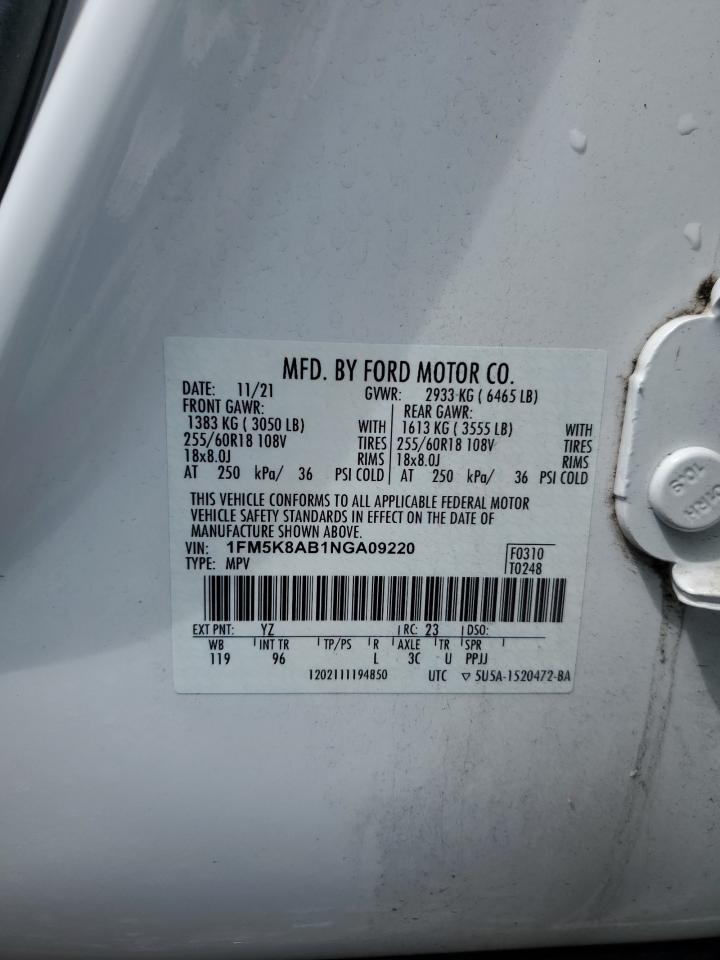 MFD. BY FORD MOTOR CO.
DATE: 11/21 GVWR: 2933 KG ( 6465 LB)
FRONT GAWR: REAR GAWR:
1383 KG ( 3050 LB) WITH 1613 KG ( 3555 LB) WITH
255/60R18 108V TIRES 255/60R18 108V TIRES
18x8.0J RIMS 18x8.0J RIMS
AT 250 kPa/ 36 PSI COLD AT 250 kPa/ 36 PSI COLD
THIS VEHICLE CONFORMS TO ALL APPLICABLE FEDERAL MOTOR
VEHICLE SAFETY STANDARDS IN EFFECT ON THE DATE OF
MANUFACTURE SHOWN ABOVE.
VIN: 1FM5K8AB1NGA09220 F0310
TYPE: MPV T0248
EXT PNT: YZ RC: 23 DSO:
WB INT TR TP/PS R AXLE TR SPR
119 96 L 3C U PPJJ
1202111194850 UTC ▽ 5U5A-1520472-BA
10.9